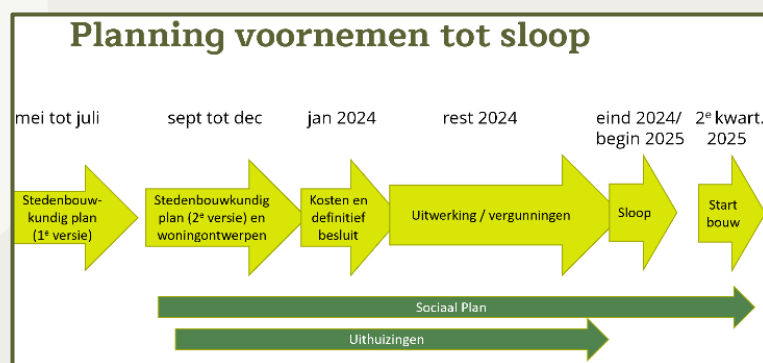 Planning voornemen tot sloop
mei tot juli
sept tot dec
jan 2024
rest 2024
eind 2024/
begin 2025
2e kwart.
2025
Stedenbouw-
kundig plan
(1e versie)
Stedenbouwkundig
plan (2e versie) en
woningontwerpen
Kosten en
definitief
besluit
Uitwerking / vergunningen
Sloop
Start
bouw
Sociaal Plan
Uithuizingen